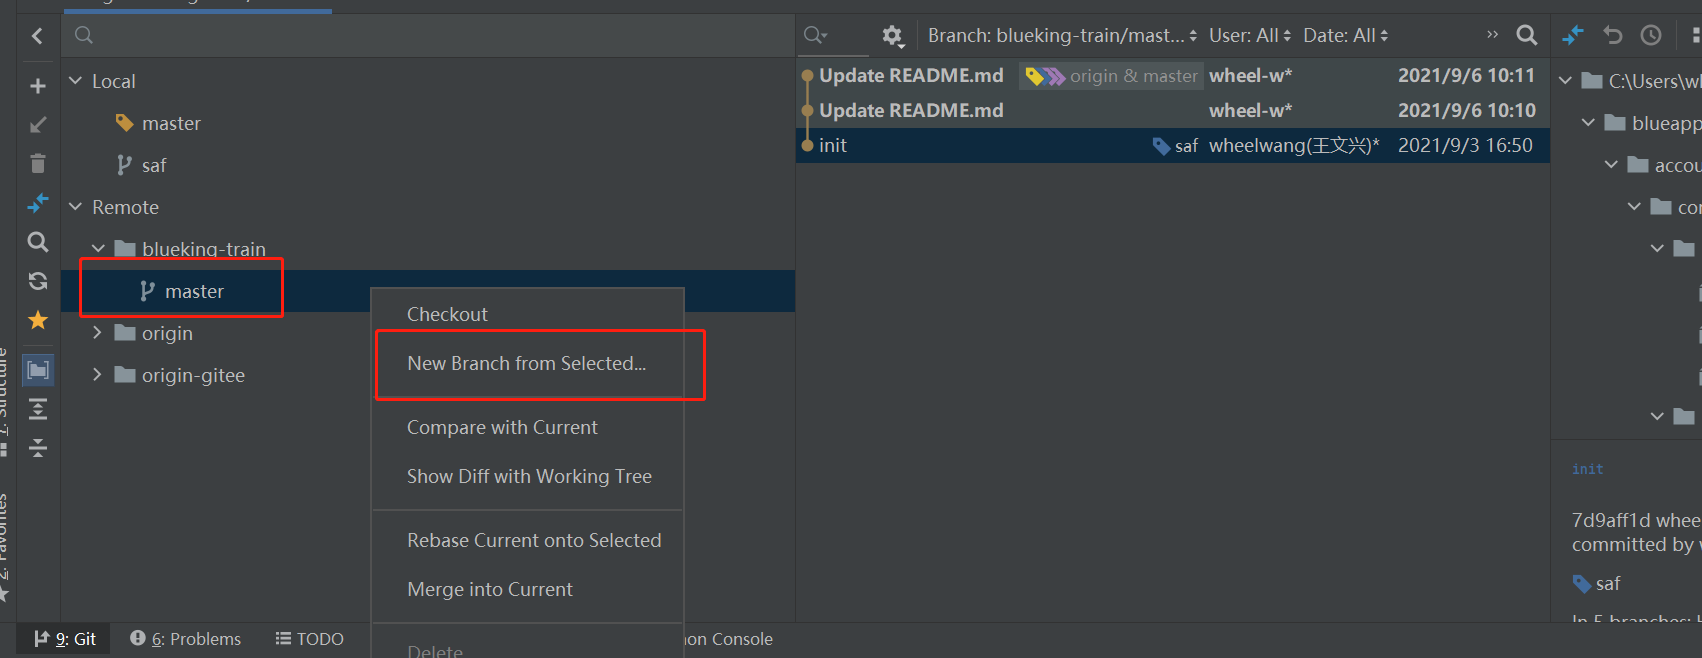 Branch: blueking-train/mast... User: All Date: All
Local
master
saf
Remote
blueking-train
master
origin
origin-gitee
Checkout
New Branch from Selected...
Compare with Current
Show Diff with Working Tree
Rebase Current onto Selected
Merge into Current
Delete
Update README.md origin & master wheel-w* 2021/9/6 10:11
Update README.md wheel-w* 2021/9/6 10:10
init saf wheelwang(王文兴)* 2021/9/3 16:50
C:\Users\wh
blueapp
accou
con
init
7d9aff1d whee
committed by w
saf
In 5 branches:
Structure
2: Favorites
9: Git 6: Problems TODO
on Console